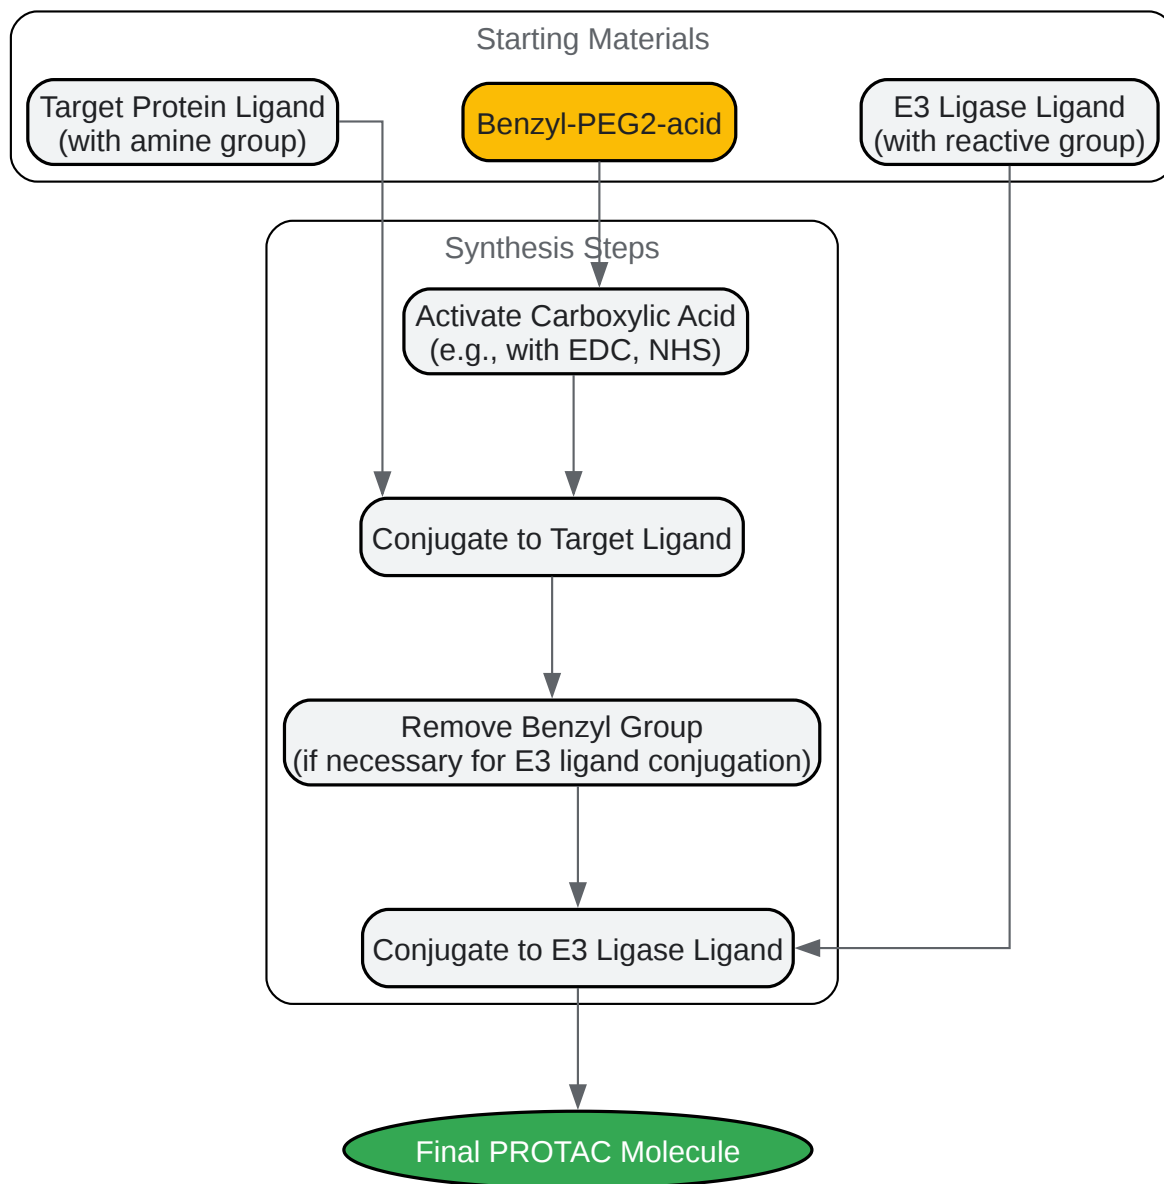 Starting Materials
Target Protein Ligand
(with amine group)
Benzyl-PEG2-acid
E3 Ligase Ligand
(with reactive group)
Synthesis Steps
Activate Carboxylic Acid
(e.g., with EDC, NHS)
Conjugate to Target Ligand
Remove Benzyl Group
(if necessary for E3 ligand conjugation)
Conjugate to E3 Ligase Ligand
Final PROTAC Molecule